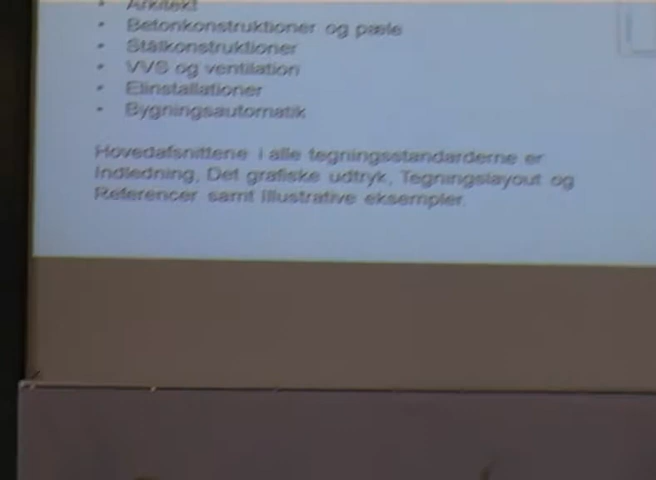 • Arkitekt
• Betonkonstruktioner og pæle
• Stålkonstruktioner
• VVS og ventilation
• Elinstallationer
• Bygningsautomatik
Hovedafsnittene i alle tegningsstandarderne er
Indledning, Det grafiske udtryk, Tegningslayout og
Referencer samt Illustrative eksempler.